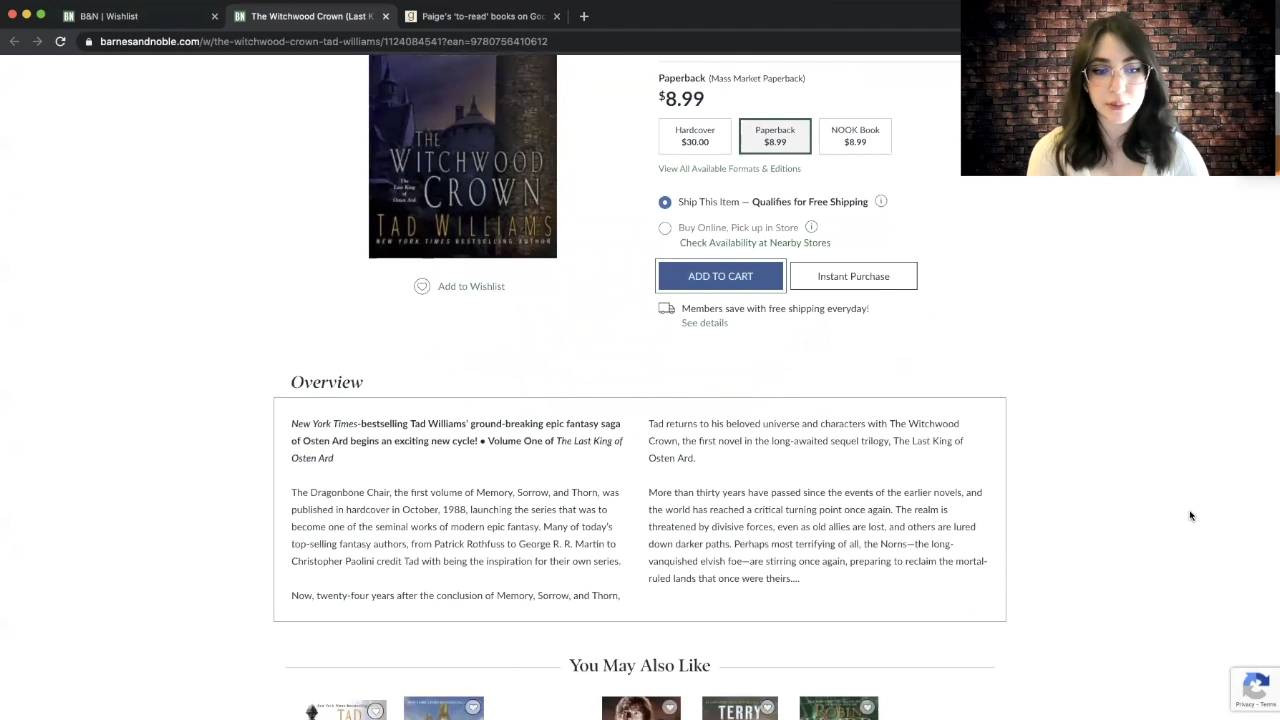 B&N | Wishlist
The Witchwood Crown (Last K
Paige's 'to-read' books on Goo
barnesandnoble.com/w/the-witchwood-crown-tad-williams/1124084541?ean=9780756410612
THE
WITCHWOOD
The
Last King
of
Osten Ard
CROWN
TAD WILLIAMS
NEW YORK TIMES BESTSELLING AUTHOR
Add to Wishlist
Paperback (Mass Market Paperback)
$8.99
Hardcover
$30.00
Paperback
$8.99
NOOK Book
$8.99
View All Available Formats & Editions
Ship This Item — Qualifies for Free Shipping
Buy Online, Pick up in Store
Check Availability at Nearby Stores
ADD TO CART
Instant Purchase
Members save with free shipping everyday!
See details
Overview
New York Times-bestselling Tad Williams' ground-breaking epic fantasy saga
of Osten Ard begins an exciting new cycle! • Volume One of The Last King of
Osten Ard
The Dragonbone Chair, the first volume of Memory, Sorrow, and Thorn, was
published in hardcover in October, 1988, launching the series that was to
become one of the seminal works of modern epic fantasy. Many of today's
top-selling fantasy authors, from Patrick Rothfuss to George R. R. Martin to
Christopher Paolini credit Tad with being the inspiration for their own series.
Now, twenty-four years after the conclusion of Memory, Sorrow, and Thorn,
Tad returns to his beloved universe and characters with The Witchwood
Crown, the first novel in the long-awaited sequel trilogy, The Last King of
Osten Ard.
More than thirty years have passed since the events of the earlier novels, and
the world has reached a critical turning point once again. The realm is
threatened by divisive forces, even as old allies are lost, and others are lured
down darker paths. Perhaps most terrifying of all, the Norns—the long-
vanquished elvish foe—are stirring once again, preparing to reclaim the mortal-
ruled lands that once were theirs....
You May Also Like
TAD
TERRY
Privacy - Terms